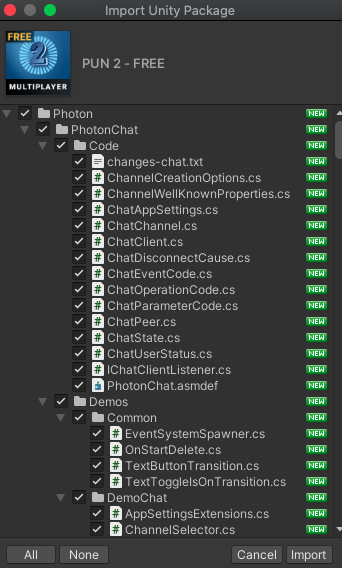 Import Unity Package
FREE
2
MULTIPLAYER
PUN 2 - FREE
Photon NEW
PhotonChat NEW
Code NEW
changes-chat.txt NEW
ChannelCreationOptions.cs NEW
ChannelWellKnownProperties.cs NEW
ChatAppSettings.cs NEW
ChatChannel.cs NEW
ChatClient.cs NEW
ChatDisconnectCause.cs NEW
ChatEventCode.cs NEW
ChatOperationCode.cs NEW
ChatParameterCode.cs NEW
ChatPeer.cs NEW
ChatState.cs NEW
ChatUserStatus.cs NEW
IChatClientListener.cs NEW
PhotonChat.asmdef NEW
Demos NEW
Common NEW
EventSystemSpawner.cs NEW
OnStartDelete.cs NEW
TextButtonTransition.cs NEW
TextToggleIsOnTransition.cs NEW
DemoChat NEW
AppSettingsExtensions.cs NEW
ChannelSelector.cs NEW
All None Cancel Import